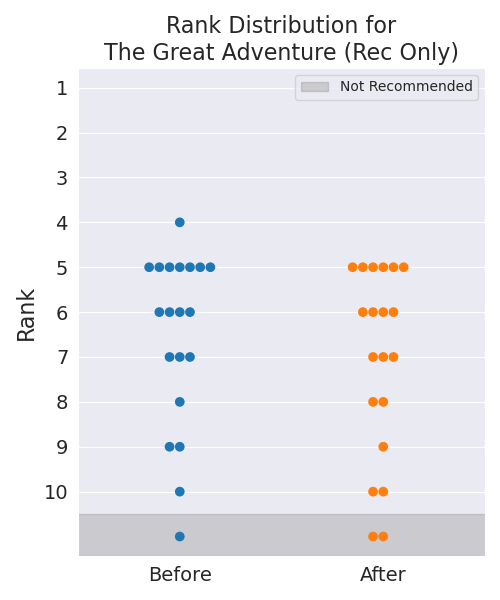 Rank Distribution for
The Great Adventure (Rec Only)
Not Recommended
Rank
1
2
3
4
5
6
7
8
9
10
Before After